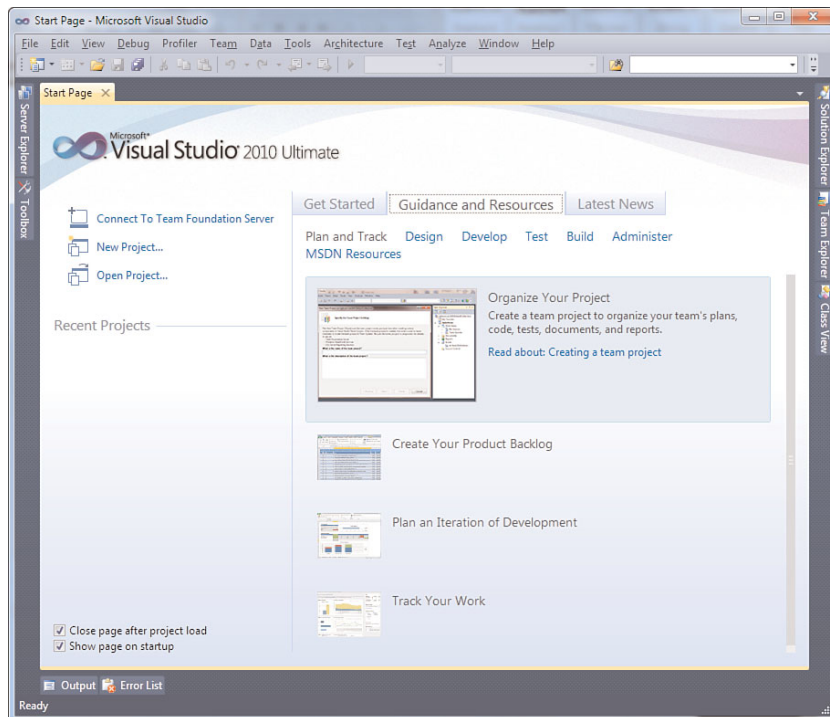 Start Page - Microsoft Visual Studio
File Edit View Debug Profiler Team Data Tools Architecture Test Analyze Window Help
Start Page
Server Explorer
Toolbox
Solution Explorer
Team Explorer
Class View
Microsoft
Visual Studio 2010 Ultimate
Connect To Team Foundation Server
New Project...
Open Project...
Recent Projects
Get Started Guidance and Resources Latest News
Plan and Track Design Develop Test Build Administer
MSDN Resources
Organize Your Project
Create a team project to organize your team's plans,
code, tests, documents, and reports.
Read about: Creating a team project
Create Your Product Backlog
Plan an Iteration of Development
Track Your Work
Close page after project load
Show page on startup
Output Error List
Ready